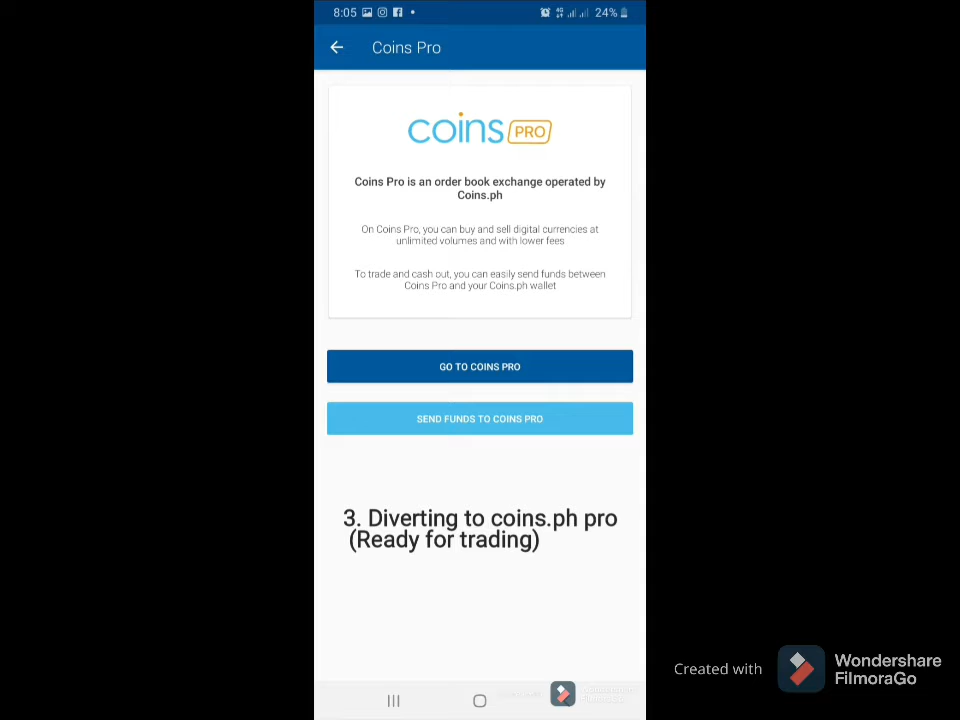 8:05
24%
Coins Pro
coins PRO
Coins Pro is an order book exchange operated by
Coins.ph
On Coins Pro, you can buy and sell digital currencies at
unlimited volumes and with lower fees
To trade and cash out, you can easily send funds between
Coins Pro and your Coins.ph wallet
GO TO COINS PRO
SEND FUNDS TO COINS PRO
3. Diverting to coins.ph pro
(Ready for trading)
Created with
Wondershare
FilmoraGo